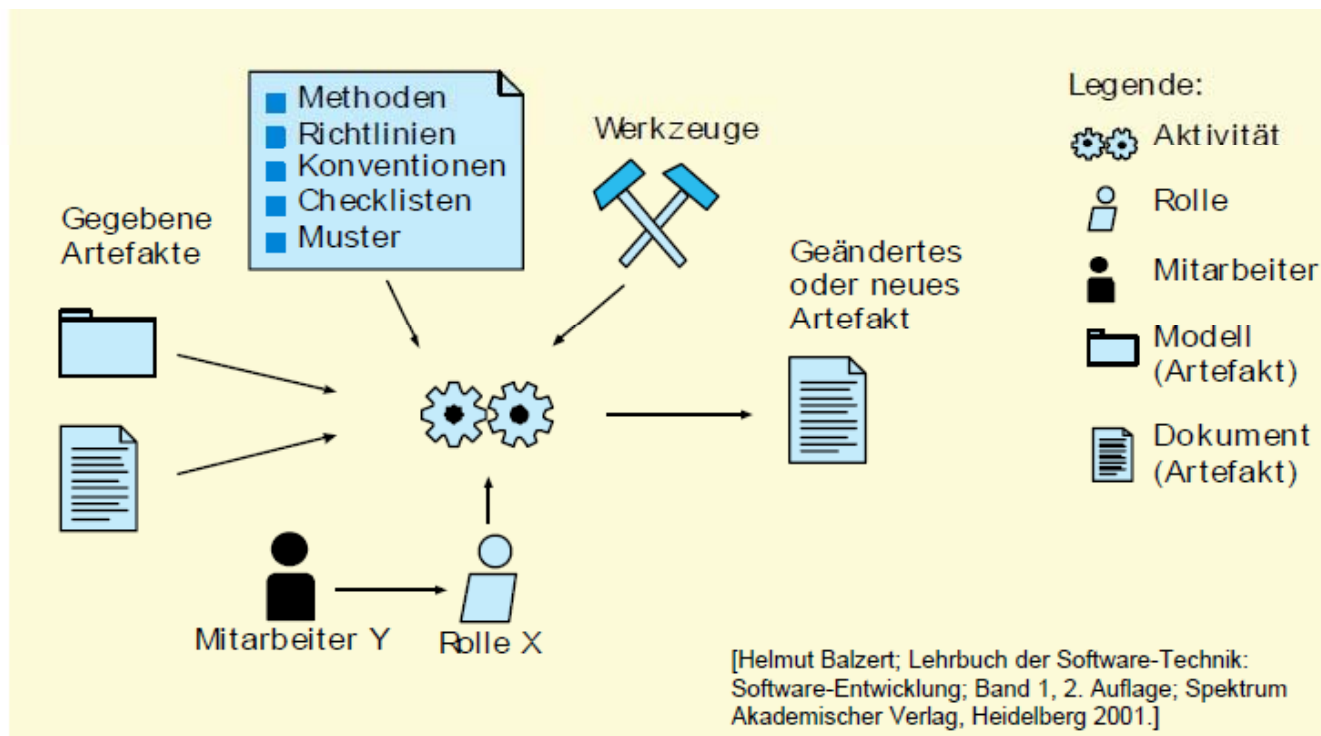 Methoden
Richtlinien
Konventionen
Checklisten
Muster
Werkzeuge
Gegebene
Artefakte
Geändertes
oder neues
Artefakt
Mitarbeiter Y
Rolle X
Legende:
Aktivität
Rolle
Mitarbeiter
Modell
(Artefakt)
Dokument
(Artefakt)
[Helmut Balzert; Lehrbuch der Software-Technik:
Software-Entwicklung; Band 1, 2. Auflage; Spektrum
Akademischer Verlag, Heidelberg 2001.]